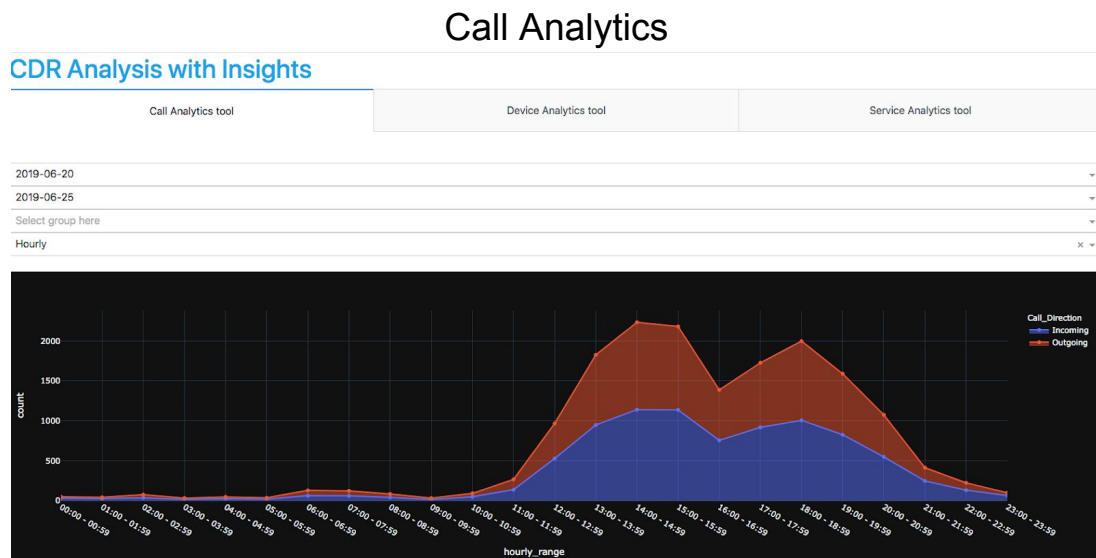 Call Analytics
CDR Analysis with Insights
Call Analytics tool
Device Analytics tool
Service Analytics tool
2019-06-20
2019-06-25
Select group here
Hourly
Call_Direction
Incoming
Outgoing
count
2000
1500
1000
500
0
00:00 - 00:59
01:00 - 01:59
02:00 - 02:59
03:00 - 03:59
04:00 - 04:59
05:00 - 05:59
06:00 - 06:59
07:00 - 07:59
08:00 - 08:59
09:00 - 09:59
10:00 - 10:59
11:00 - 11:59
12:00 - 12:59
13:00 - 13:59
14:00 - 14:59
15:00 - 15:59
16:00 - 16:59
17:00 - 17:59
18:00 - 18:59
19:00 - 19:59
20:00 - 20:59
21:00 - 21:59
22:00 - 22:59
23:00 - 23:59
hourly_range